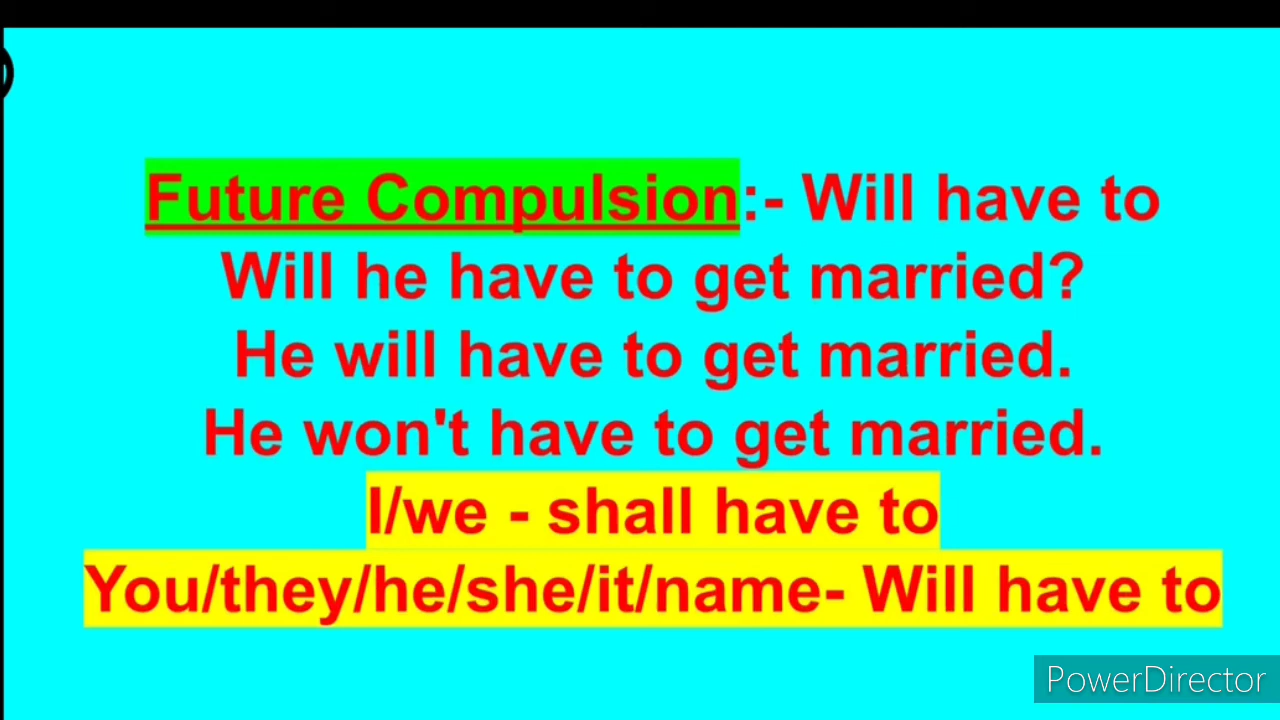 Future Compulsion:- Will have to
Will he have to get married?
He will have to get married.
He won't have to get married.
I/we - shall have to
You/they/he/she/it/name- Will have to
PowerDirector